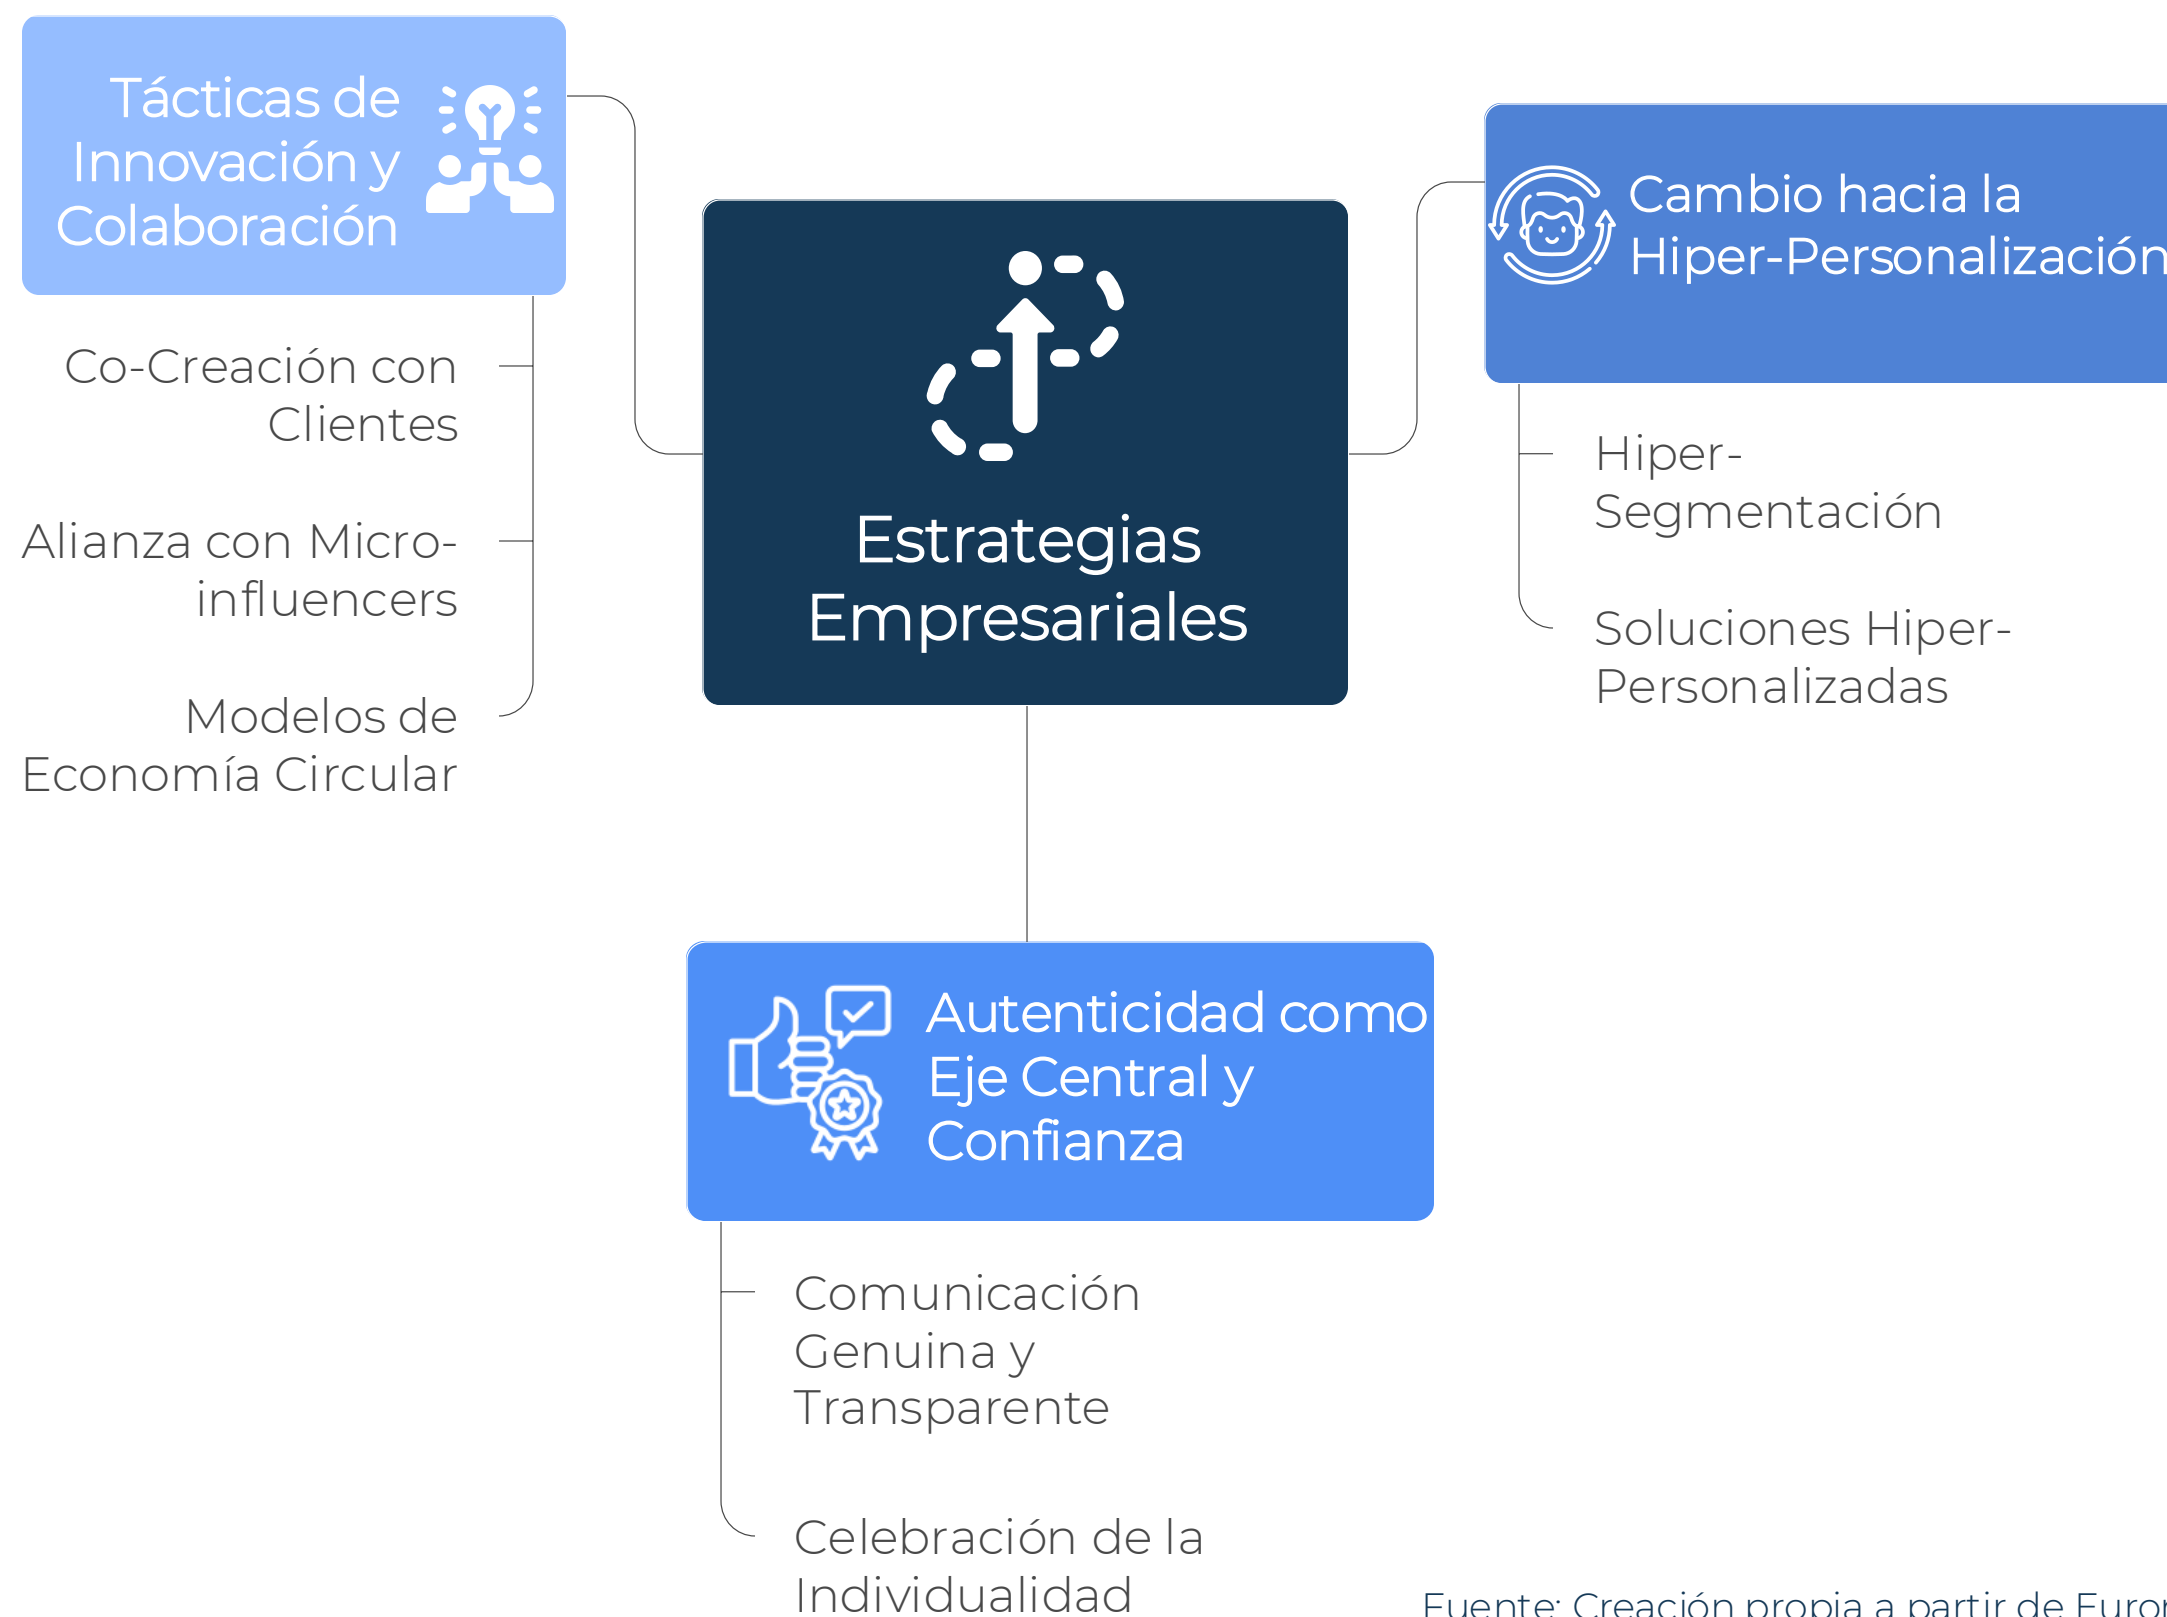 Tácticas de
Innovación y
Colaboración
Co-Creación con
Clientes
Alianza con Micro-
influencers
Modelos de
Economía Circular
Estrategias
Empresariales
Cambio hacia la
Hiper-Personalización
Hiper-
Segmentación
Soluciones Hiper-
Personalizadas
Autenticidad como
Eje Central y
Confianza
Comunicación
Genuina y
Transparente
Celebración de la
Individualidad
Fuente: Creación propia a partir de